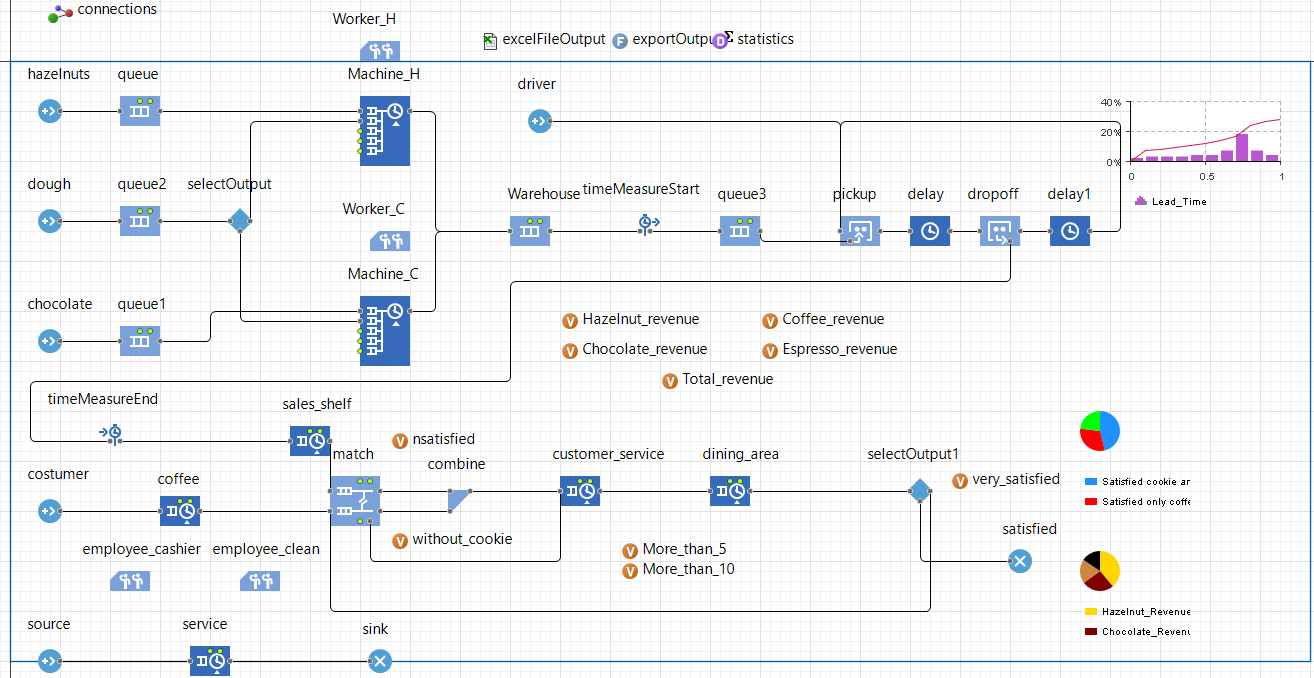 connections
Worker_H
excelFileOutput
exportOutpu
statistics
hazelnuts
queue
Machine_H
driver
40%
20%
0%
0
0.5
1
Lead_Time
dough
queue2
selectOutput
Worker_C
Warehouse
timeMeasureStart
queue3
pickup
delay
dropoff
delay1
Machine_C
chocolate
queue1
Hazelnut_revenue
Coffee_revenue
Chocolate_revenue
Espresso_revenue
Total_revenue
timeMeasureEnd
sales_shelf
nsatisfied
match
combine
customer_service
dining_area
selectOutput1
costumer
coffee
very_satisfied
Satisfied cookie ar
Satisfied only coffe
satisfied
without_cookie
employee_cashier
employee_clean
More_than_5
More_than_10
Hazelnut_Revenue
Chocolate_Revenu
source
service
sink